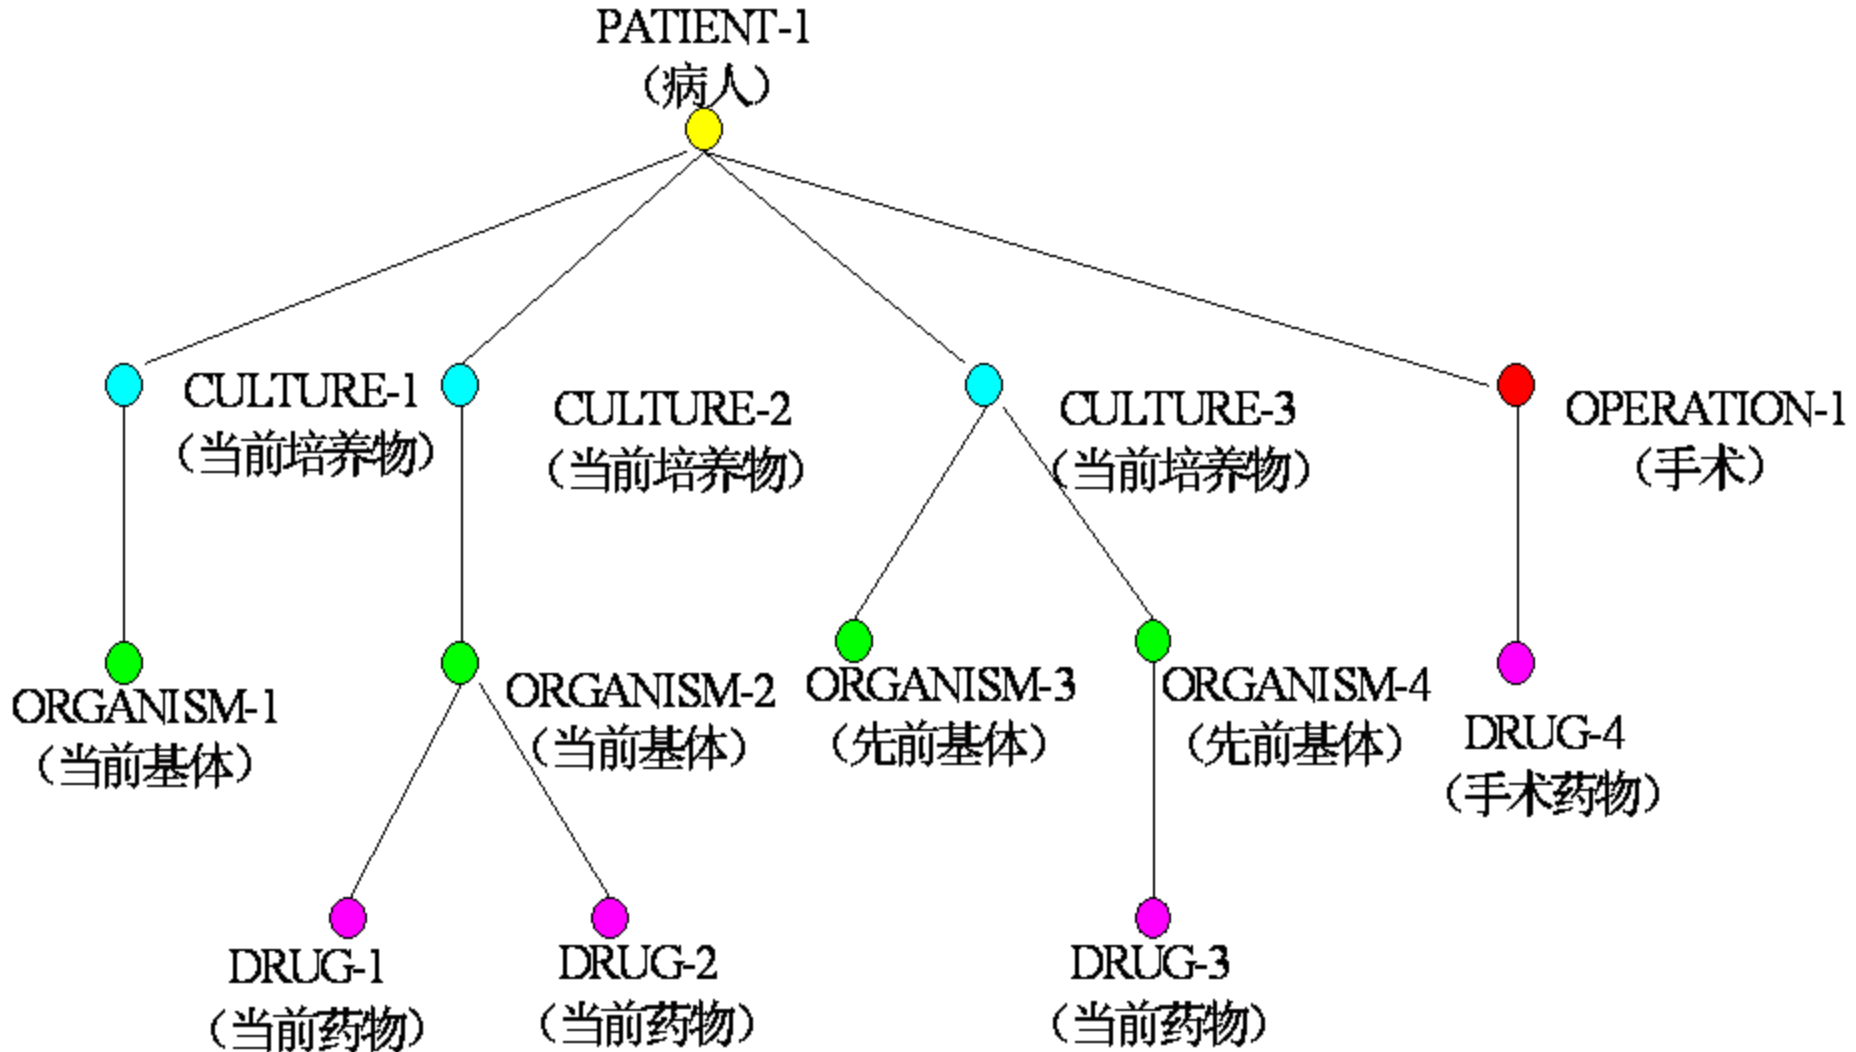 PATIENT-1
（病人）
CULTURE-1
（当前培养物）
CULTURE-2
（当前培养物）
CULTURE-3
（当前培养物）
OPERATION-1
（手术）
ORGANISM-1
（当前基体）
ORGANISM-2
（当前基体）
ORGANISM-3
（先前基体）
ORGANISM-4
（先前基体）
DRUG-4
（手术药物）
DRUG-1
（当前药物）
DRUG-2
（当前药物）
DRUG-3
（当前药物）